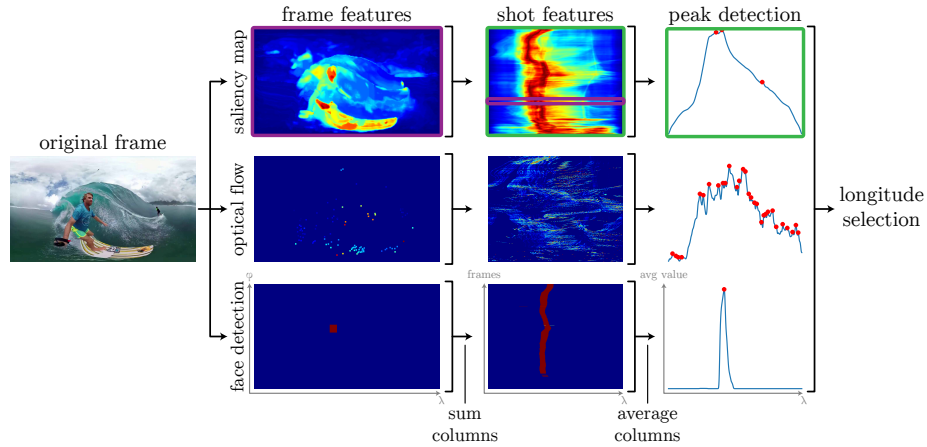 frame features
shot features
peak detection
saliency map
original frame
optical flow
longitude
selection
φ
frames
avg value
face detection
λ
λ
λ
sum
columns
average
columns